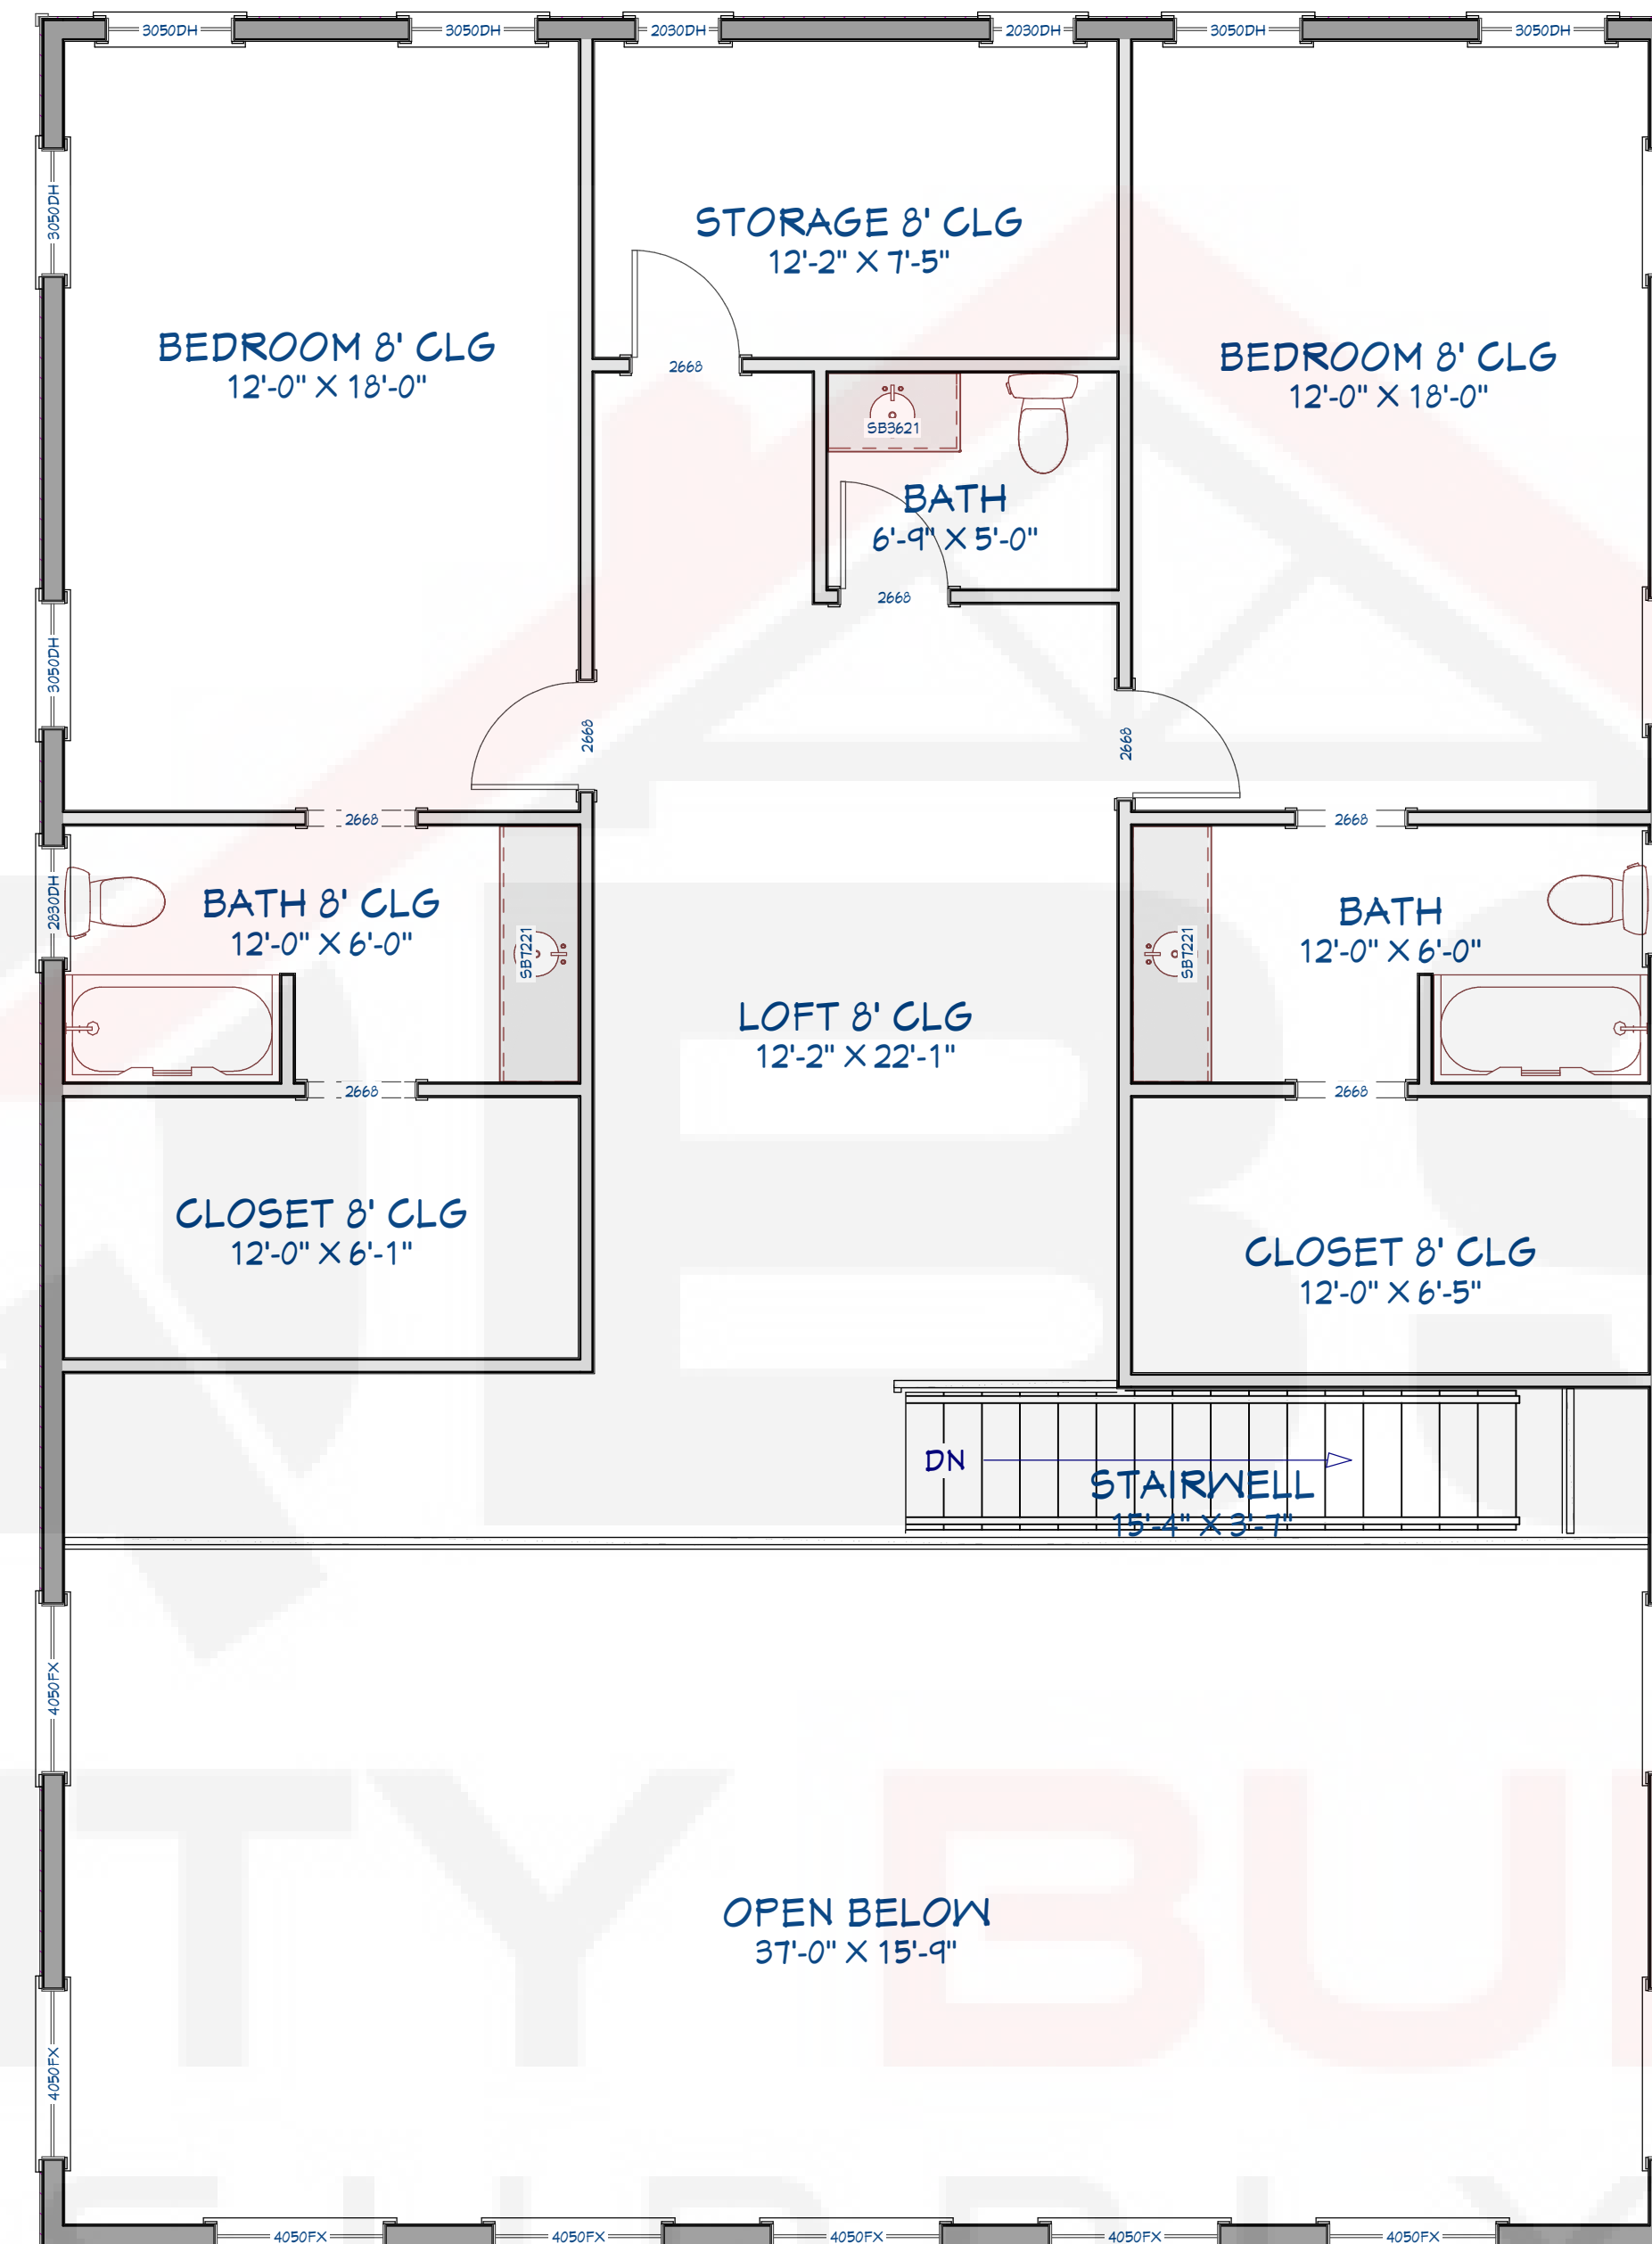 3050DH
3050DH
2030DH
2030DH
3050DH
3050DH
3050DH
STORAGE 8' CLG
12'-2" X 7'-5"
BEDROOM 8' CLG
12'-0" X 18'-0"
2668
BEDROOM 8' CLG
12'-0" X 18'-0"
SB3621
BATH
6'-9" X 5'-0"
2668
3050DH
2668
2668
2668
2668
2830DH
BATH 8' CLG
12'-0" X 6'-0"
SB7221
SB7221
BATH
12'-0" X 6'-0"
LOFT 8' CLG
12'-2" X 22'-1"
2668
2668
CLOSET 8' CLG
12'-0" X 6'-1"
CLOSET 8' CLG
12'-0" X 6'-5"
DN
STAIRWELL
15'-4" X 3'-7"
4050FX
TY BU
OPEN BELOW
37'-0" X 15'-9"
4050FX
4050FX
4050FX
4050FX
4050FX
4050FX